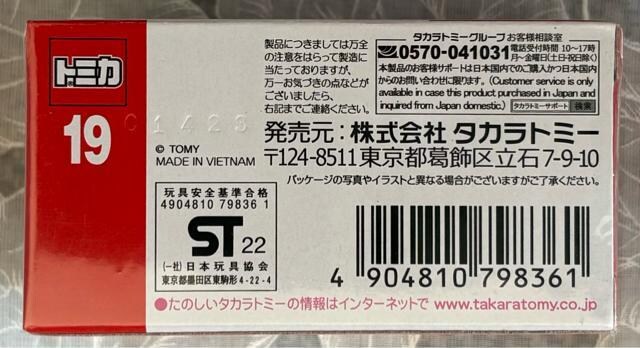 トミカ
19
01423
© TOMY
MADE IN VIETNAM
製品につきましては万全
の注意をはらって製造に
当たっておりますが、
万一お気づきの点などが
ございましたら、
右記までご連絡ください。
タカラトミーグループ お客様相談室
0570-041031 電話受付時間 10~17時
月~金曜日(土・日・祝日除く)
本製品のお客様サポートは日本国内でのご購入かつ日本国内
からのお問い合わせに限ります。(Customer service is only
available in case this product purchased in Japan and
inquired from Japan domestic.) タカラトミーサポート 検索
発売元:株式会社 タカラトミー
〒124-8511東京都葛飾区立石7-9-10
パッケージの写真やイラストと異なる場合がございますがご了承ください。
玩具安全基準合格
4904810 79836 1
ST 22
(一社)日本玩具協会
東京都墨田区東駒形4-22-4
4 904810 798361
●たのしいタカラトミーの情報はインターネットで www.takaratomy.co.jp